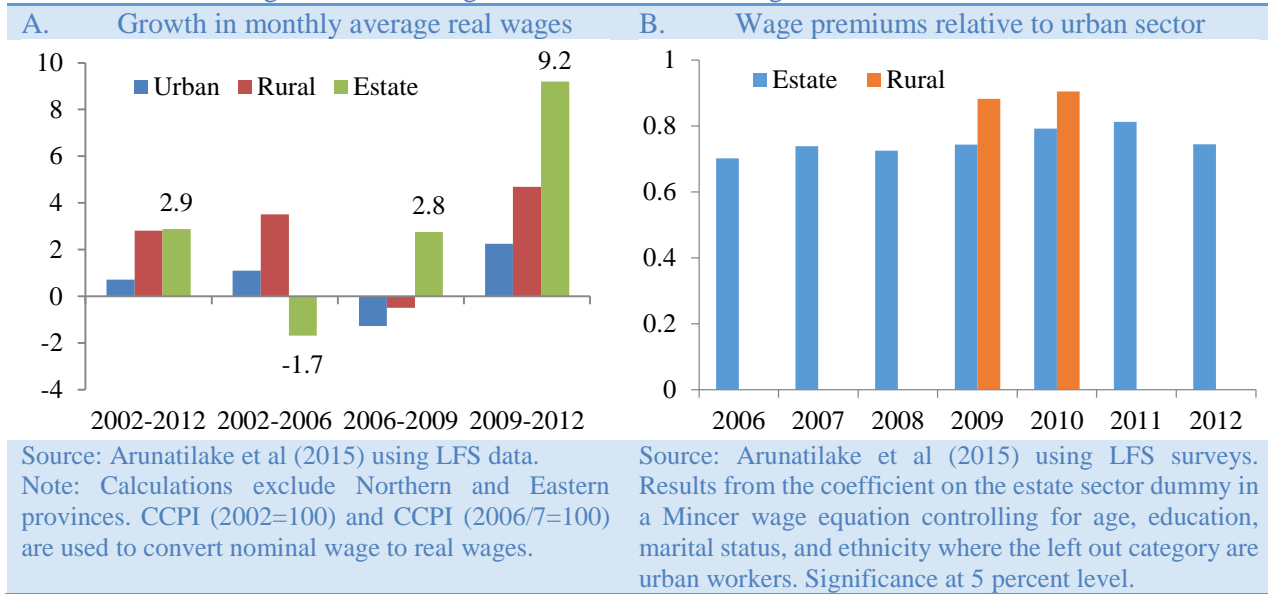 A. Growth in monthly average real wages
10
8
6
4
2
0
-2
-4
Urban Rural Estate
2.9
-1.7
2.8
9.2
2002-2012 2002-2006 2006-2009 2009-2012
Source: Arunatilake et al (2015) using LFS data.
Note: Calculations exclude Northern and Eastern
provinces. CCPI (2002=100) and CCPI (2006/7=100)
are used to convert nominal wage to real wages.
B. Wage premiums relative to urban sector
1
0.8
0.6
0.4
0.2
0
Estate Rural
2006 2007 2008 2009 2010 2011 2012
Source: Arunatilake et al (2015) using LFS surveys.
Results from the coefficient on the estate sector dummy in
a Mincer wage equation controlling for age, education,
marital status, and ethnicity where the left out category are
urban workers. Significance at 5 percent level.